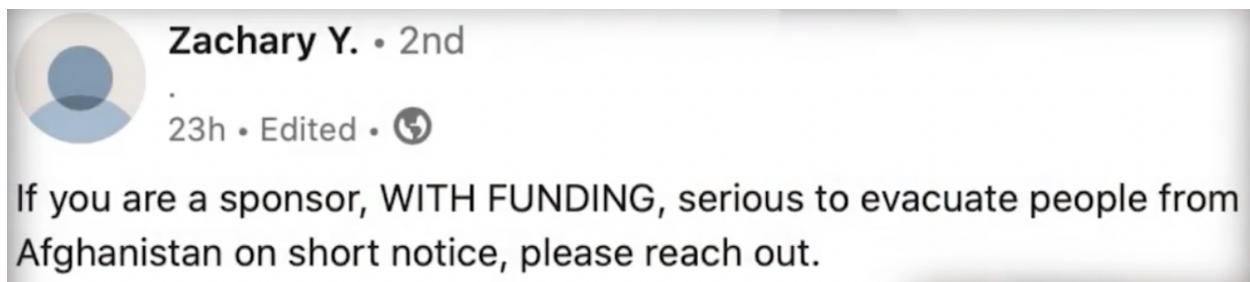 Zachary Y. • 2nd
.
23h • Edited •
If you are a sponsor, WITH FUNDING, serious to evacuate people from
Afghanistan on short notice, please reach out.